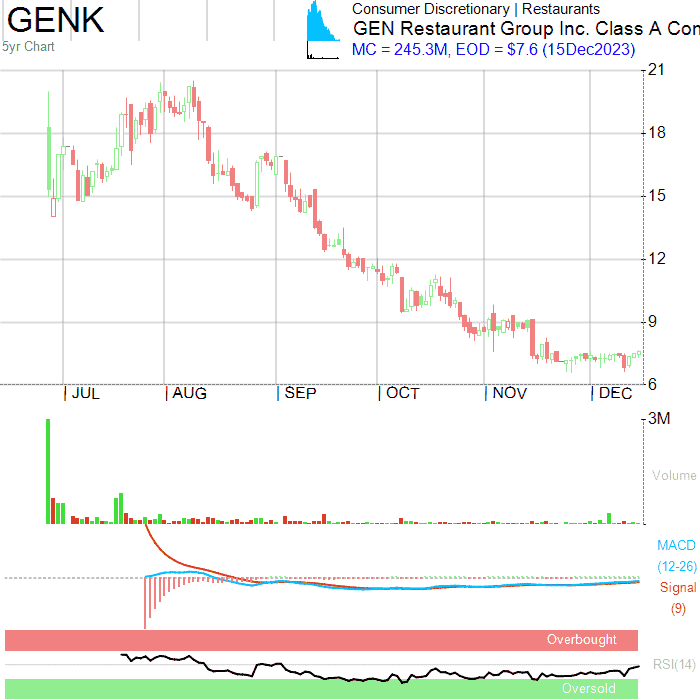 GENK
5yr Chart
Consumer Discretionary | Restaurants
GEN Restaurant Group Inc. Class A Con
MC = 245.3M, EOD = $7.6 (15Dec2023)
21
18
15
12
9
6
JUL AUG SEP OCT NOV DEC
3M
Volume
MACD
(12-26)
Signal
(9)
Overbought
RSI(14)
Oversold